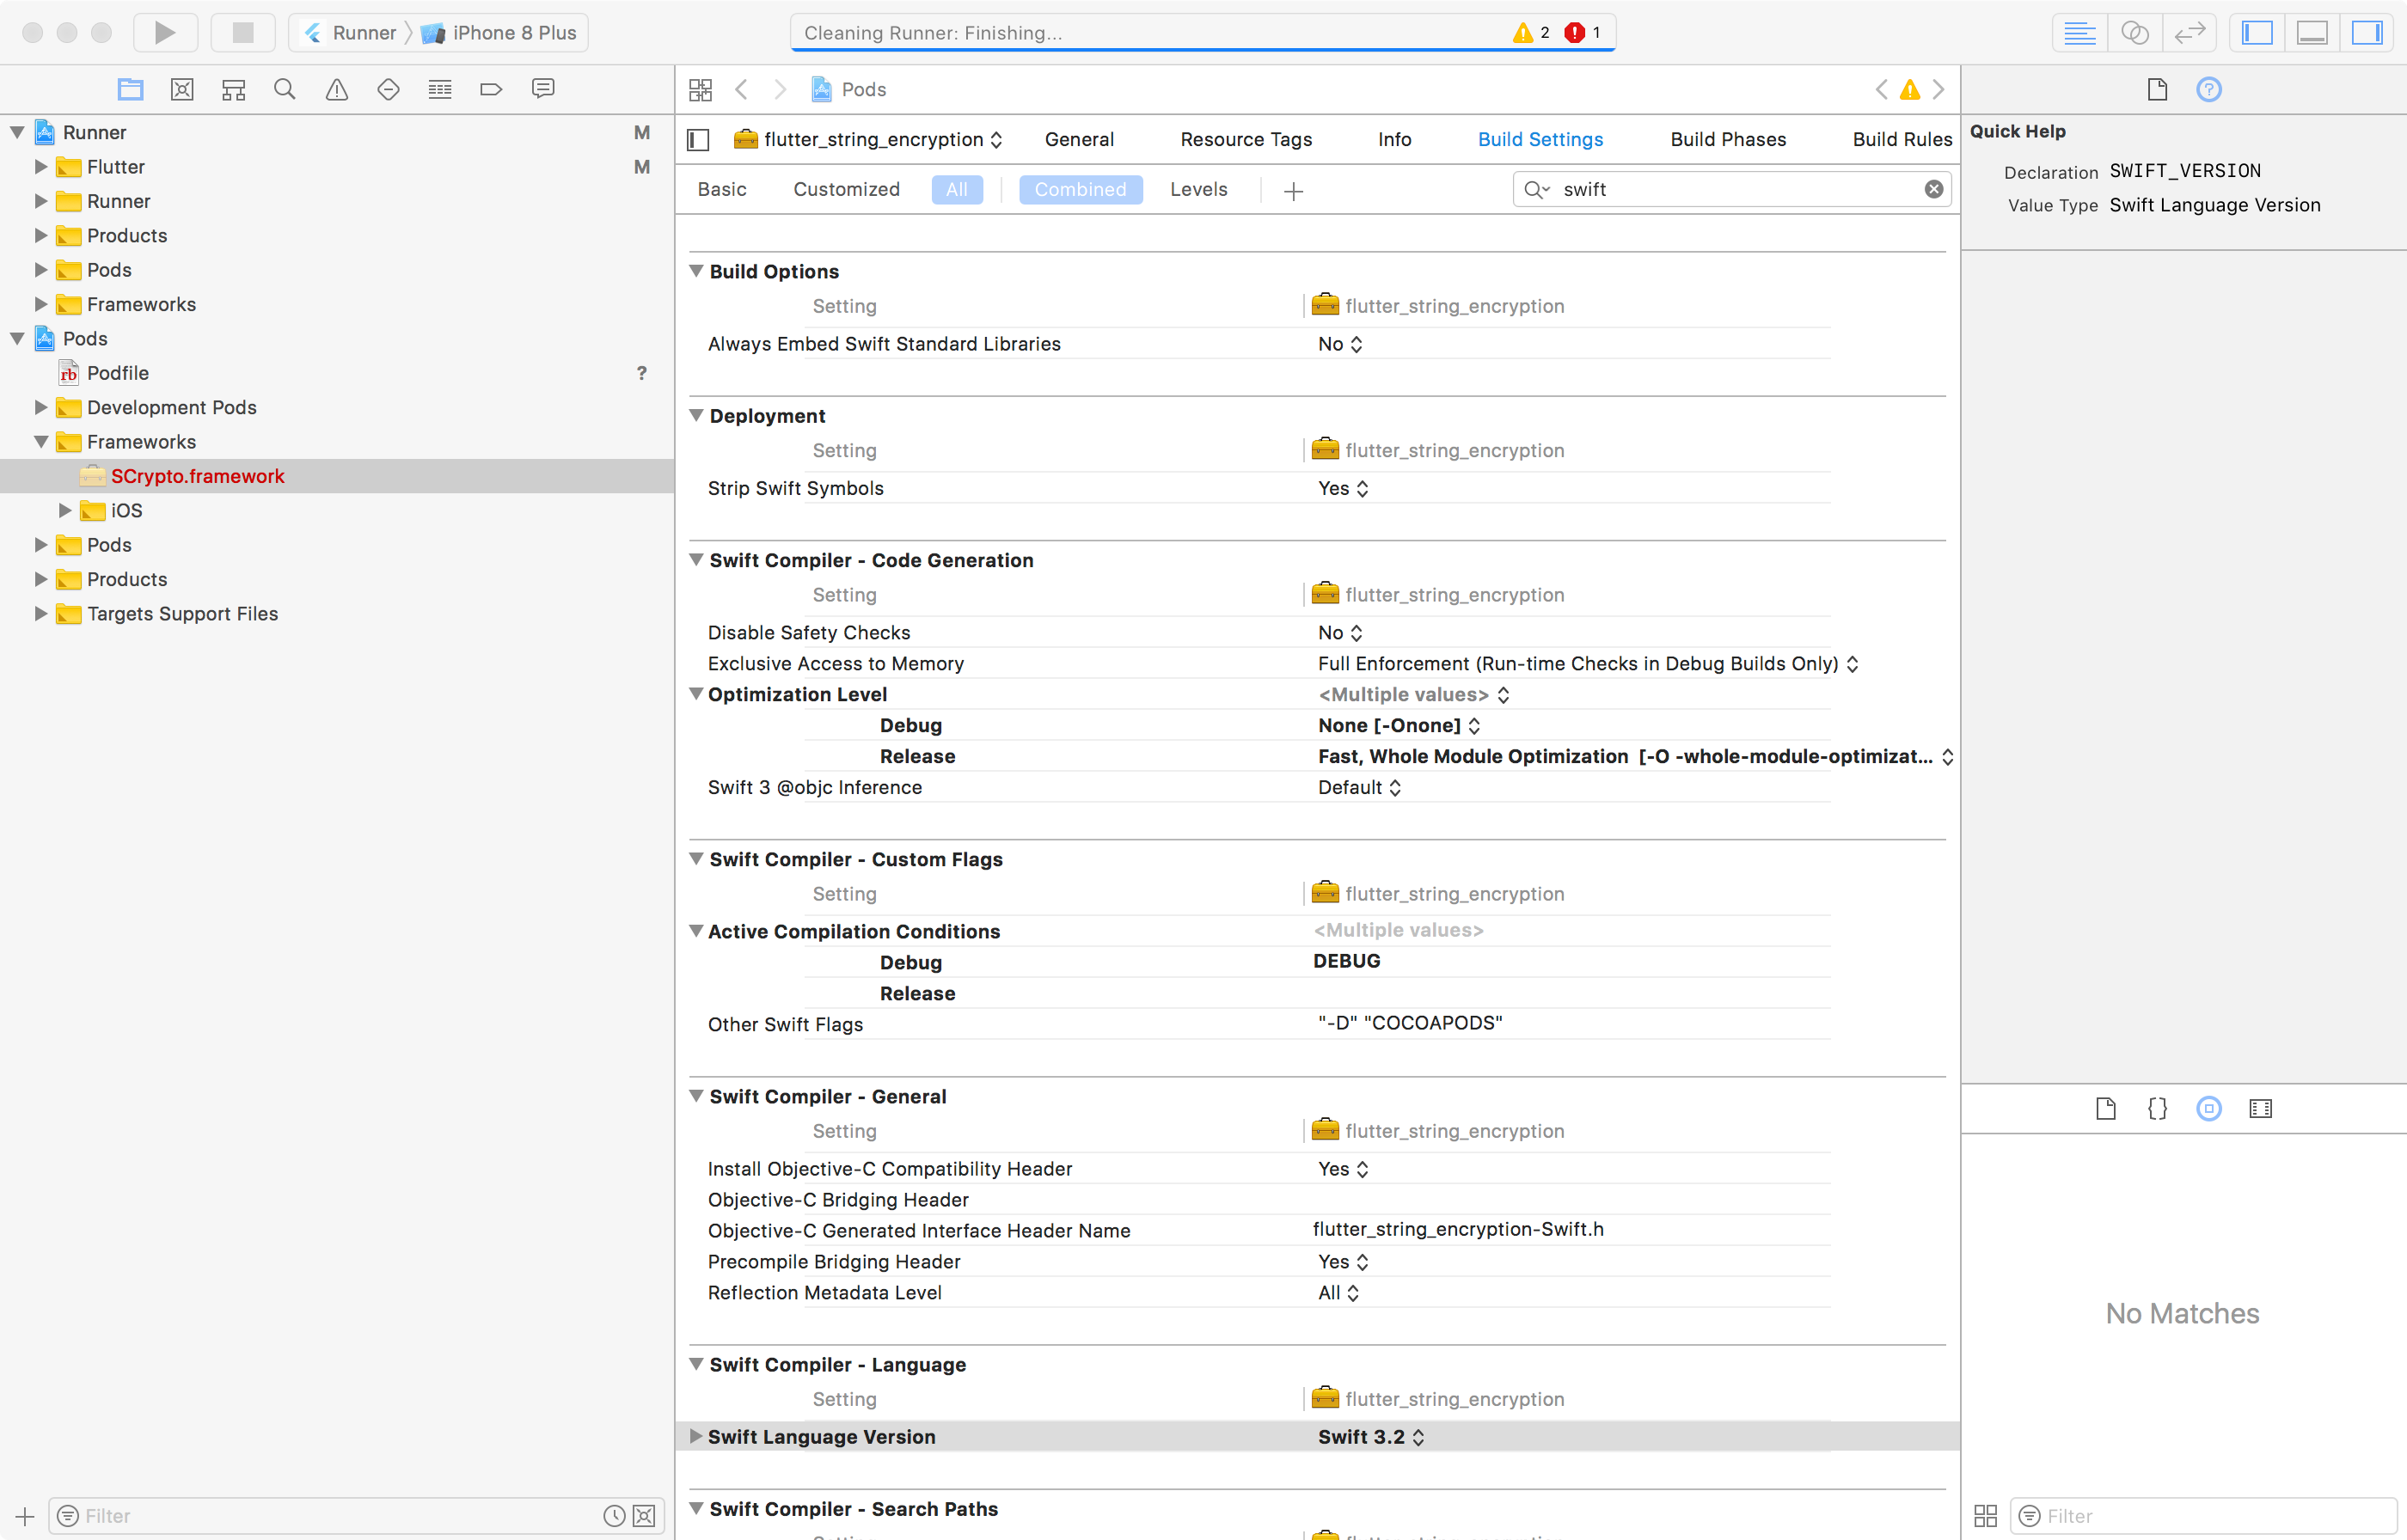 Runner iPhone 8 Plus
Cleaning Runner: Finishing... 2 1
Runner M
Flutter M
Runner
Products
Pods
Frameworks
Pods
rb Podfile ?
Development Pods
Frameworks
SCrypto.framework
iOS
Pods
Products
Targets Support Files
Filter
Pods
flutter_string_encryption General Resource Tags Info Build Settings Build Phases Build Rules
Basic Customized All Combined Levels swift
Build Options
Setting flutter_string_encryption
Always Embed Swift Standard Libraries No
Deployment
Setting flutter_string_encryption
Strip Swift Symbols Yes
Swift Compiler - Code Generation
Setting flutter_string_encryption
Disable Safety Checks No
Exclusive Access to Memory Full Enforcement (Run-time Checks in Debug Builds Only)
Optimization Level <Multiple values>
Debug None [-Onone]
Release Fast, Whole Module Optimization [-O -whole-module-optimizat...
Swift 3 @objc Inference Default
Swift Compiler - Custom Flags
Setting flutter_string_encryption
Active Compilation Conditions <Multiple values>
Debug DEBUG
Release
Other Swift Flags "-D" "COCOAPODS"
Swift Compiler - General
Setting flutter_string_encryption
Install Objective-C Compatibility Header Yes
Objective-C Bridging Header
Objective-C Generated Interface Header Name flutter_string_encryption-Swift.h
Precompile Bridging Header Yes
Reflection Metadata Level All
Swift Compiler - Language
Setting flutter_string_encryption
Swift Language Version Swift 3.2
Swift Compiler - Search Paths
Quick Help
Declaration SWIFT_VERSION
Value Type Swift Language Version
No Matches
Filter